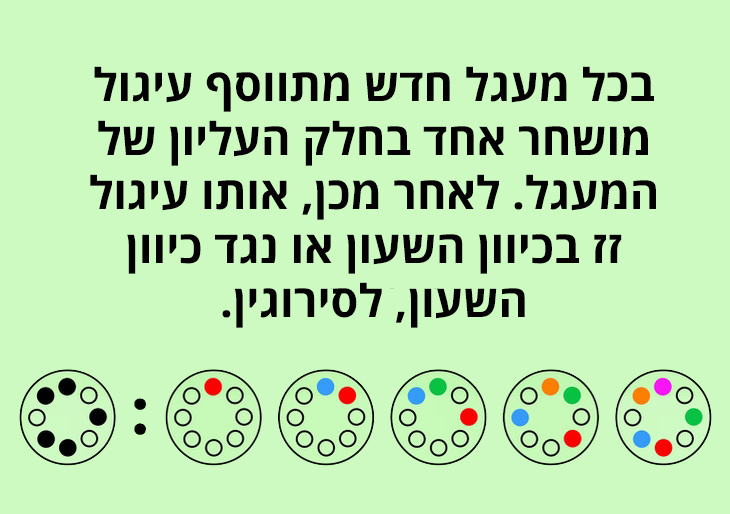 בכל מעגל חדש מתווסף עיגול
מושחר אחד בחלק העליון של
המעגל. לאחר מכן, אותו עיגול
זז בכיוון השעון או נגד כיוון
השעון, לסירוגין.